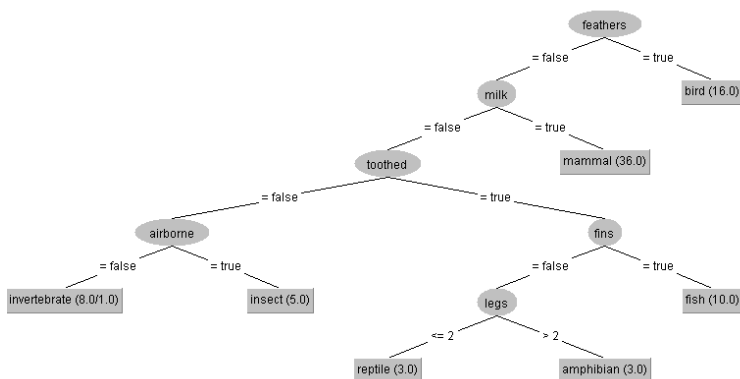 feathers
= false
= true
milk
bird (16.0)
= false
= true
toothed
mammal (36.0)
= false
= true
airborne
fins
= false
= true
= false
= true
invertebrate (8.0/1.0)
insect (5.0)
legs
fish (10.0)
<= 2
> 2
reptile (3.0)
amphibian (3.0)